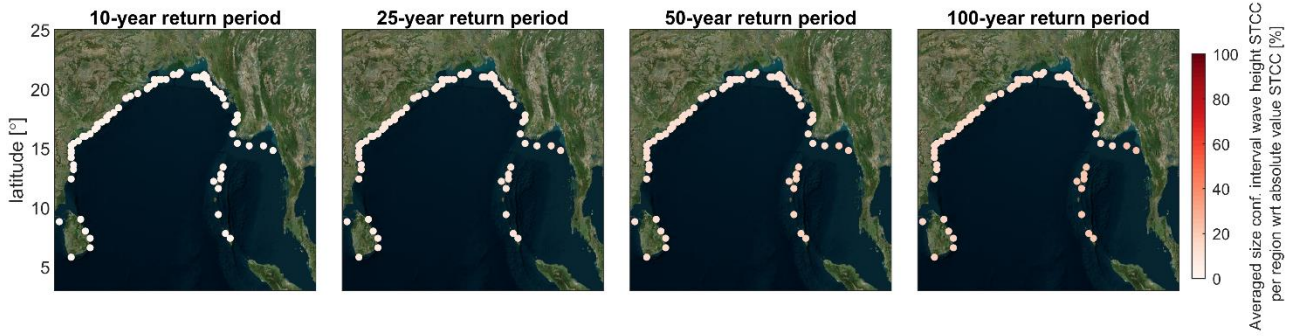 10-year return period
25-year return period
50-year return period
100-year return period
latitude [°]
25
20
15
10
5
100
80
60
40
20
0
Averaged size conf. interval wave height STCC
per region wrt absolute value STCC [%]